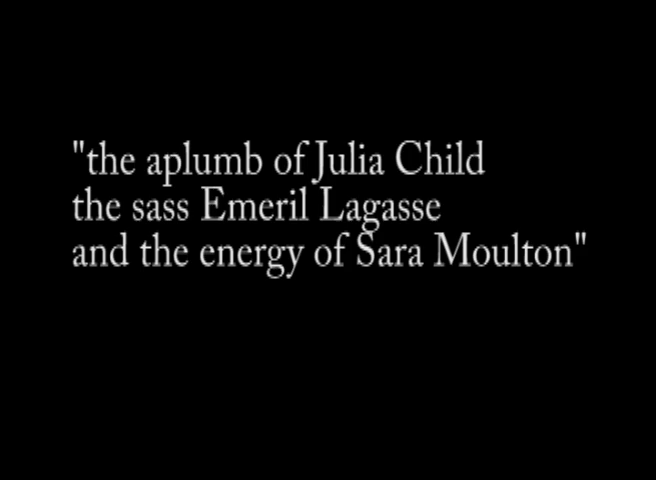 "the aplumb of Julia Child
the sass Emeril Lagasse
and the energy of Sara Moulton"